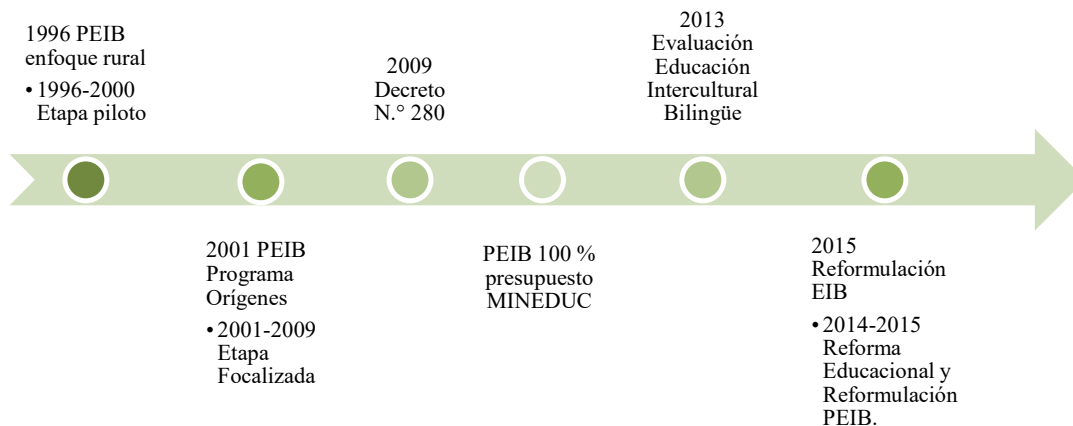 1996 PEIB
enfoque rural
• 1996-2000
Etapa piloto
2001 PEIB
Programa
Orígenes
• 2001-2009
Etapa
Focalizada
2009
Decreto
N.° 280
PEIB 100 %
presupuesto
MINEDUC
2013
Evaluación
Educación
Intercultural
Bilingüe
2015
Reformulación
EIB
• 2014-2015
Reforma
Educacional y
Reformulación
PEIB.